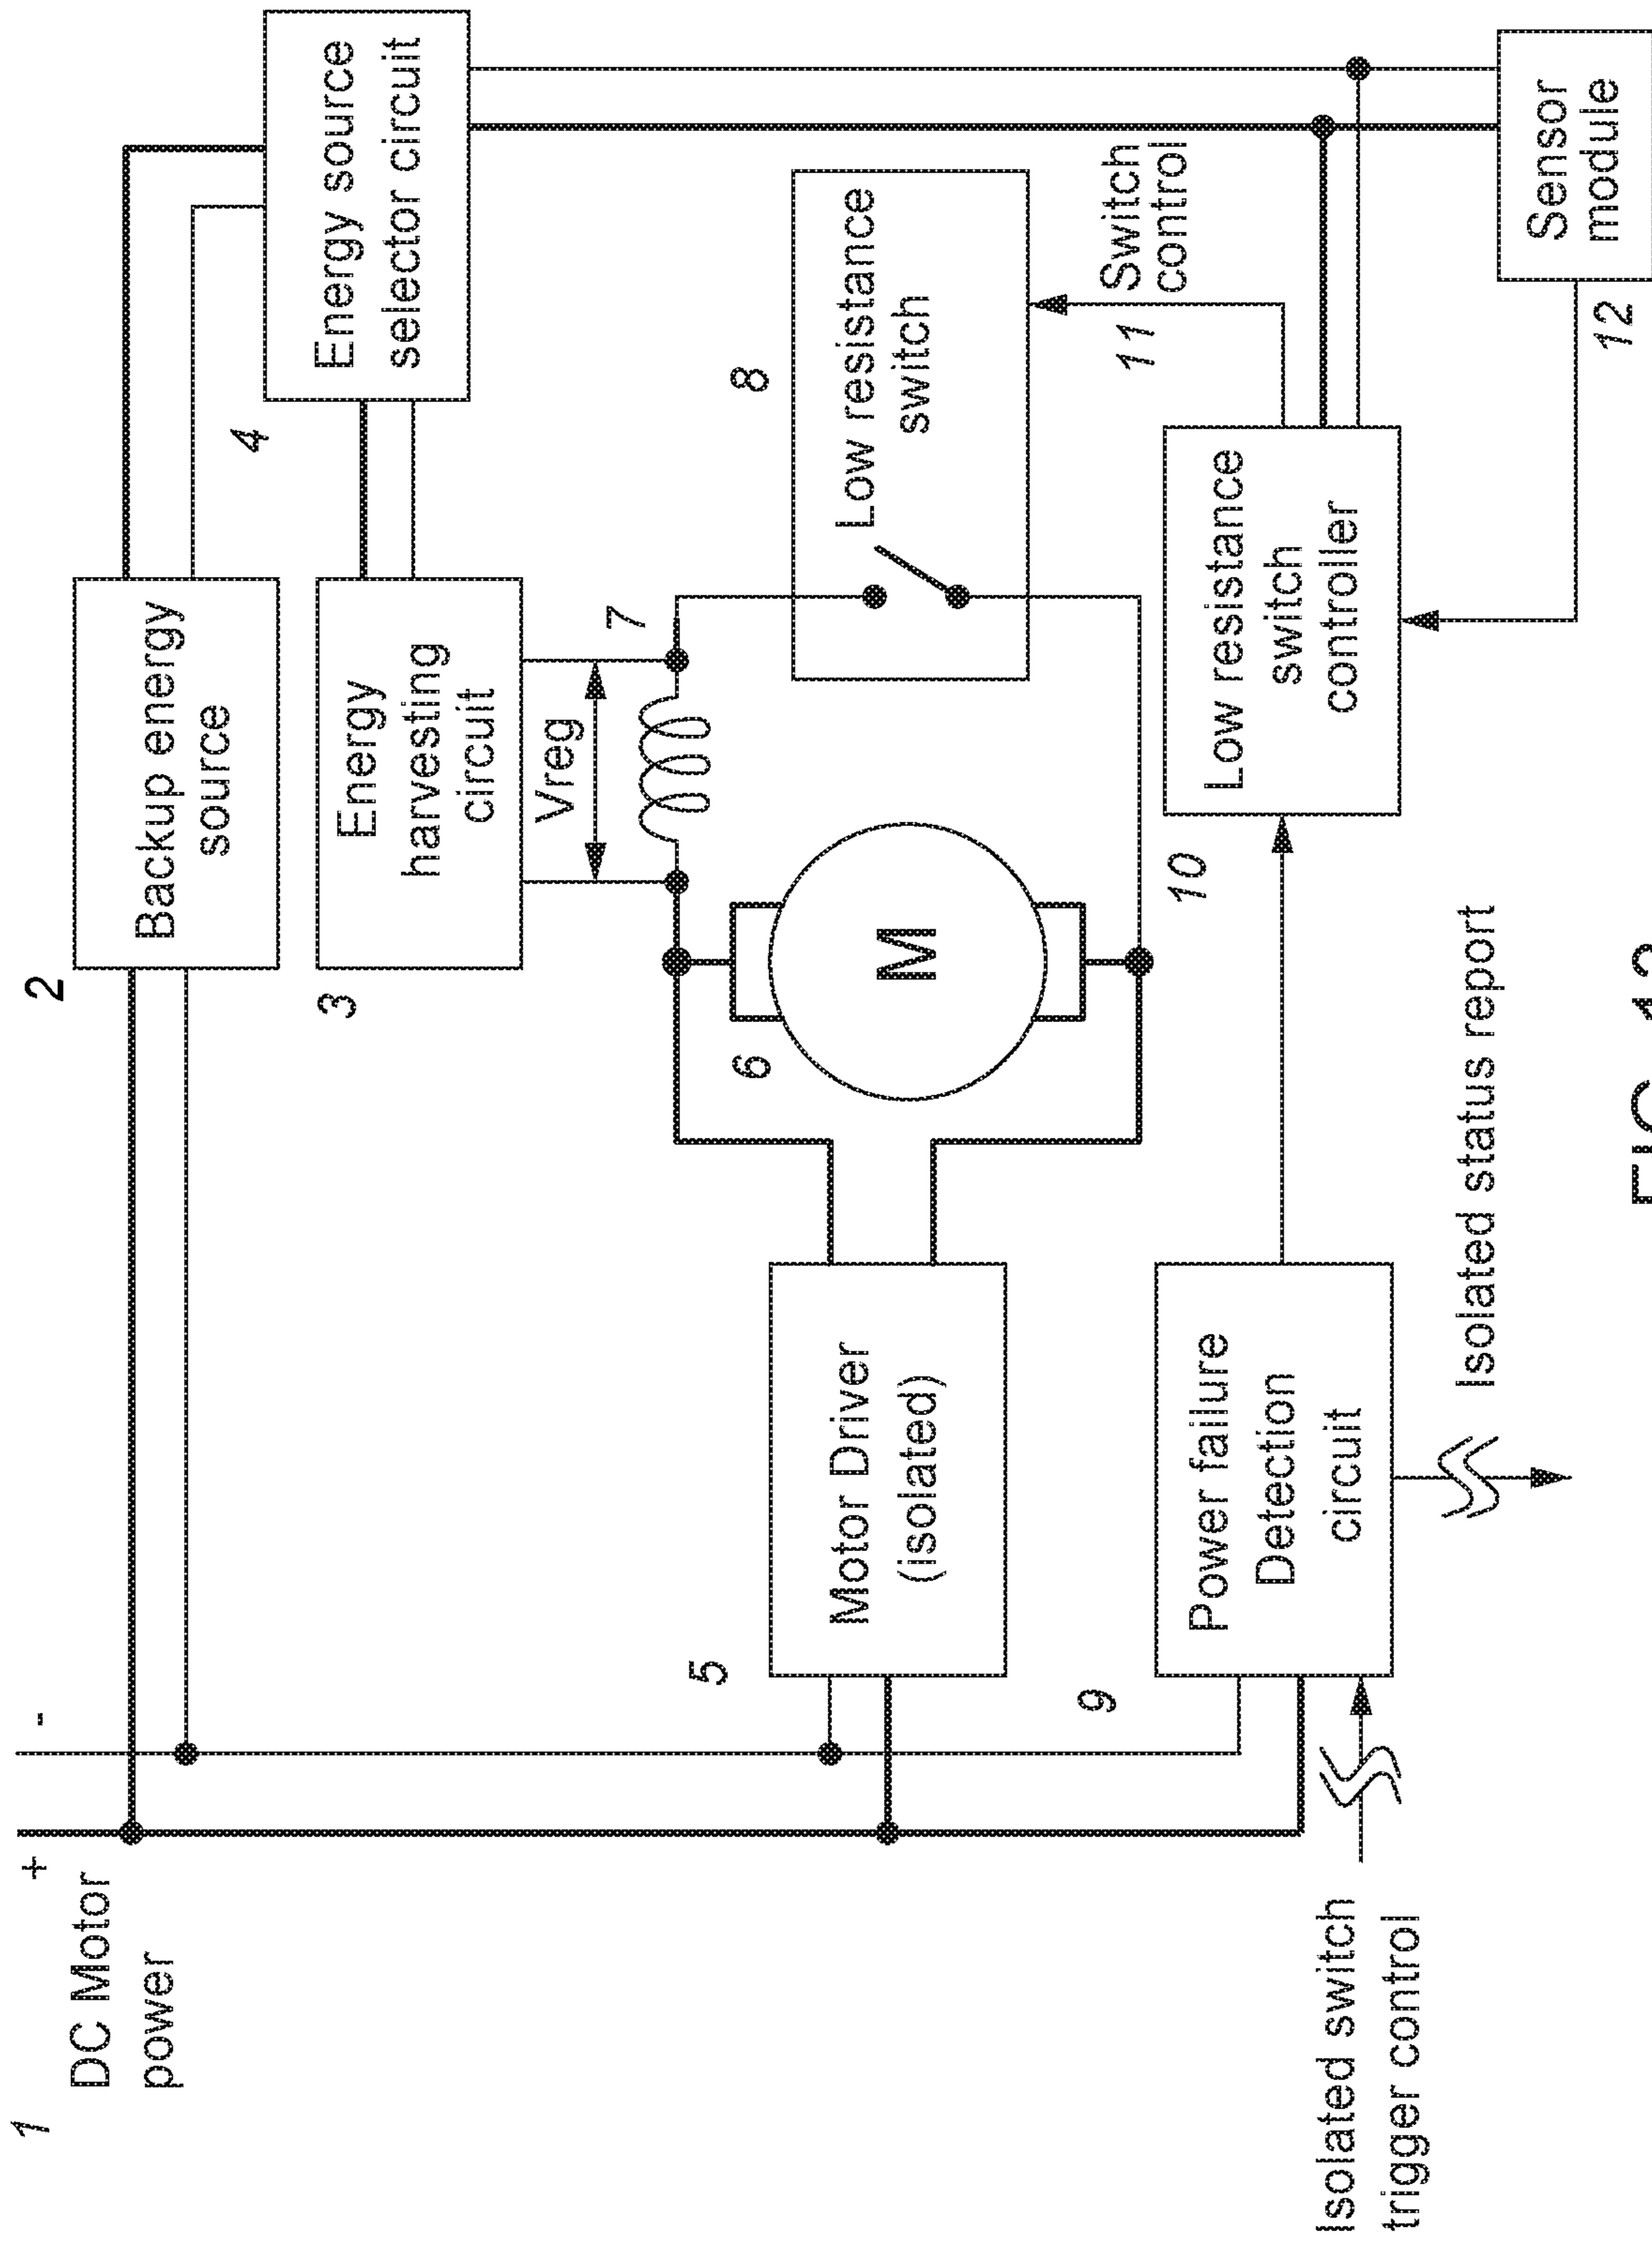 1
DC Motor
power
+
-
2
Backup energy
source
3
Energy
harvesting
circuit
4
Energy source
selector circuit
Vreg
7
5
Motor Driver
(isolated)
6
M
8
Low resistance
switch
9
Power failure
Detection
circuit
10
Low resistance
switch
controller
11
Switch
control
12
Sensor
module
Isolated switch
trigger control
Isolated status report